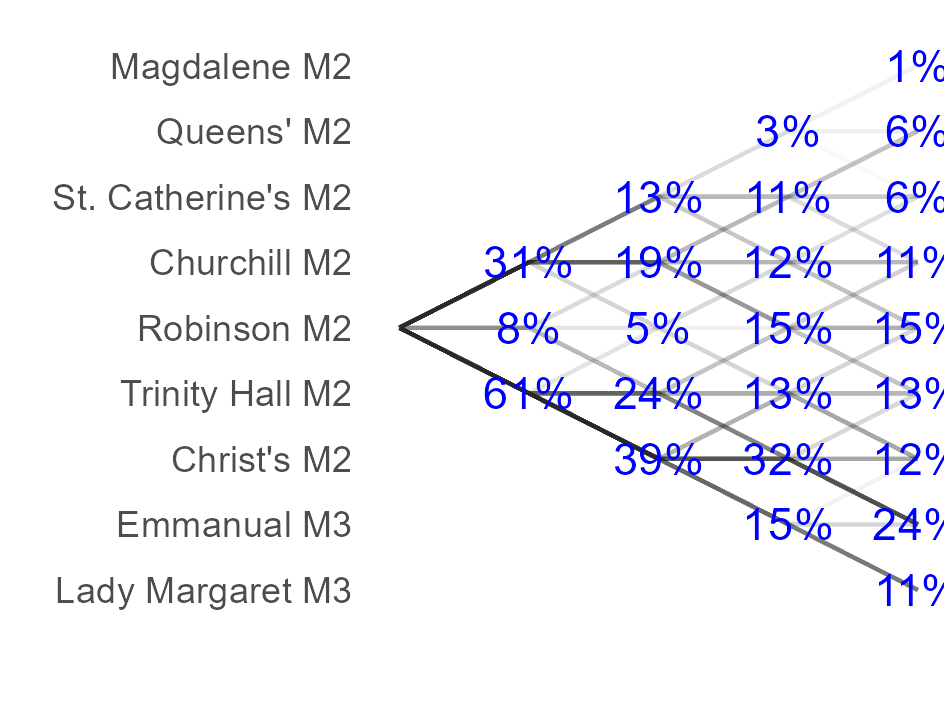 Magdalene M2 1%
Queens' M2 3% 6%
St. Catherine's M2 13% 11% 6%
Churchill M2 31% 19% 12% 11%
Robinson M2 8% 5% 15% 15%
Trinity Hall M2 61% 24% 13% 13%
Christ's M2 39% 32% 12%
Emmanual M3 15% 24%
Lady Margaret M3 11%